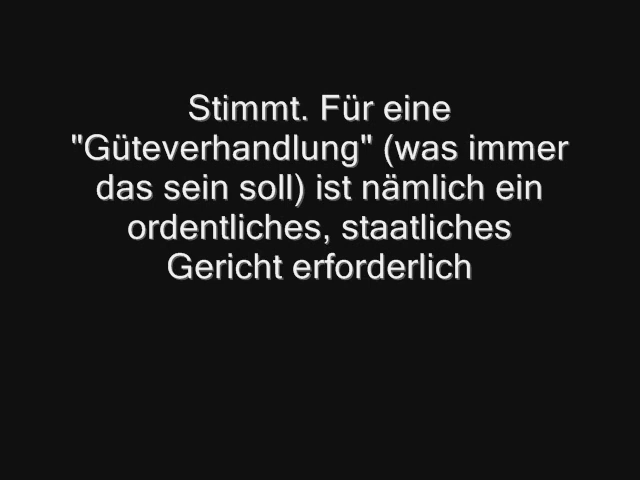 Stimmt. Für eine
"Güteverhandlung" (was immer
das sein soll) ist nämlich ein
ordentliches, staatliches
Gericht erforderlich